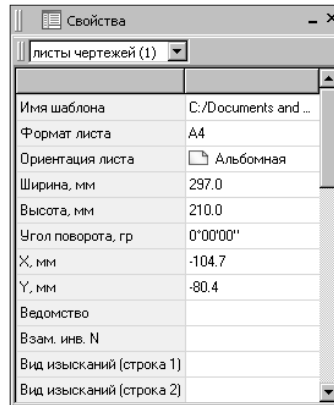 Свойства
листы чертежей (1)
Имя шаблона C:/Documents and ...
Формат листа A4
Ориентация листа Альбомная
Ширина, мм 297.0
Высота, мм 210.0
Угол поворота, гр 0°00'00"
X, мм -104.7
Y, мм -80.4
Ведомство
Взам. инв. N
Вид изысканий (строка 1)
Вид изысканий (строка 2)